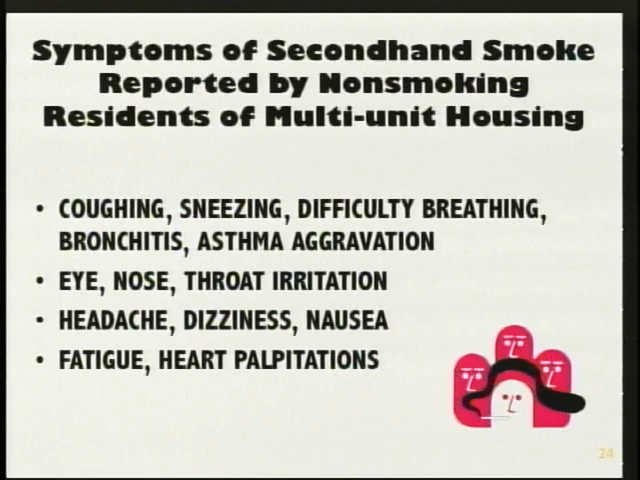 Symptoms of Secondhand Smoke
Reported by Nonsmoking
Residents of Multi-unit Housing
• COUGHING, SNEEZING, DIFFICULTY BREATHING,
BRONCHITIS, ASTHMA AGGRAVATION
• EYE, NOSE, THROAT IRRITATION
• HEADACHE, DIZZINESS, NAUSEA
• FATIGUE, HEART PALPITATIONS
24